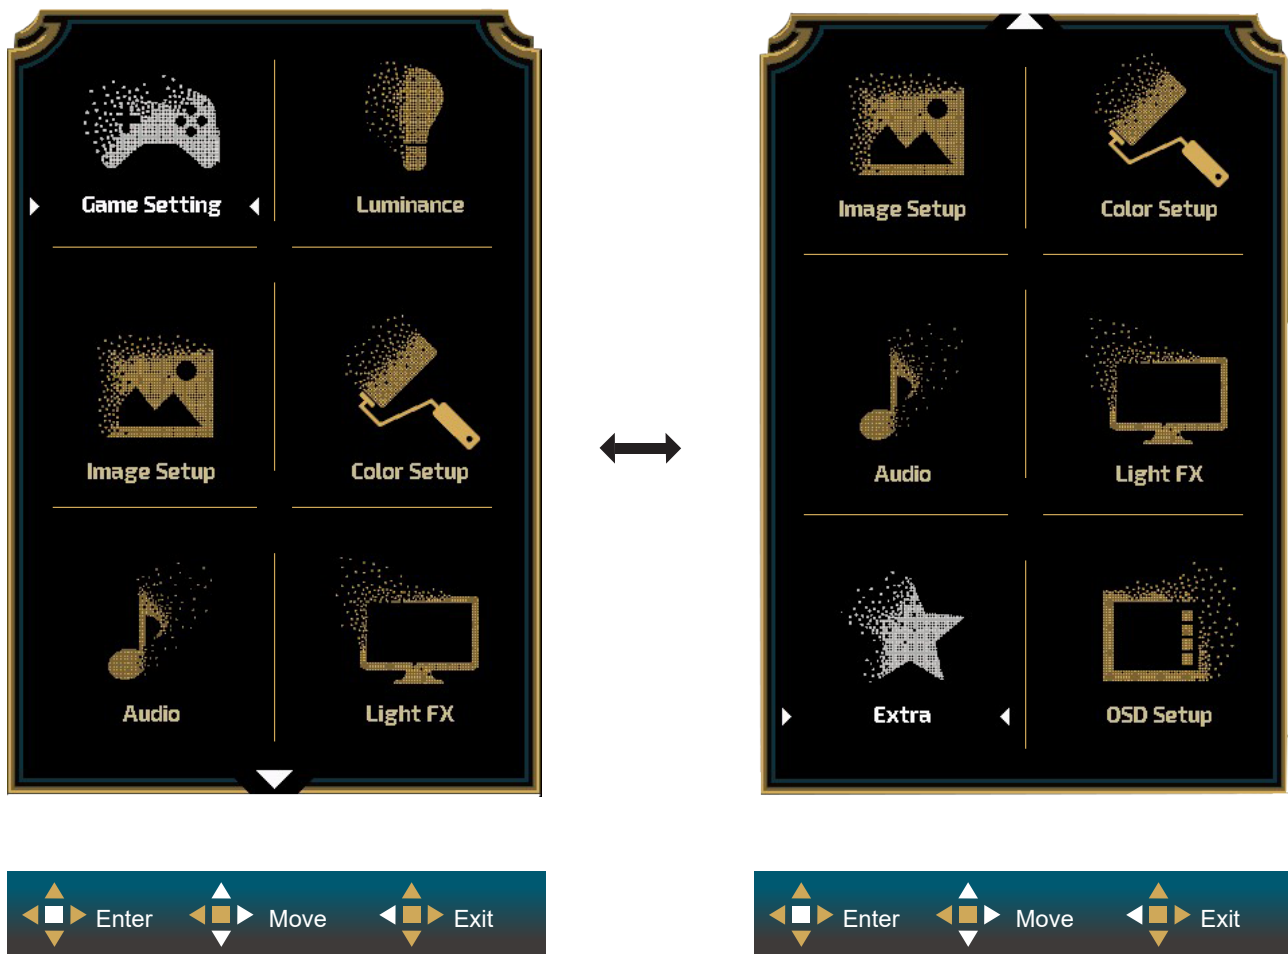 Game Setting
Luminance
Image Setup
Color Setup
Audio
Light FX
Enter
Move
Exit
Image Setup
Color Setup
Audio
Light FX
Extra
OSD Setup
Enter
Move
Exit